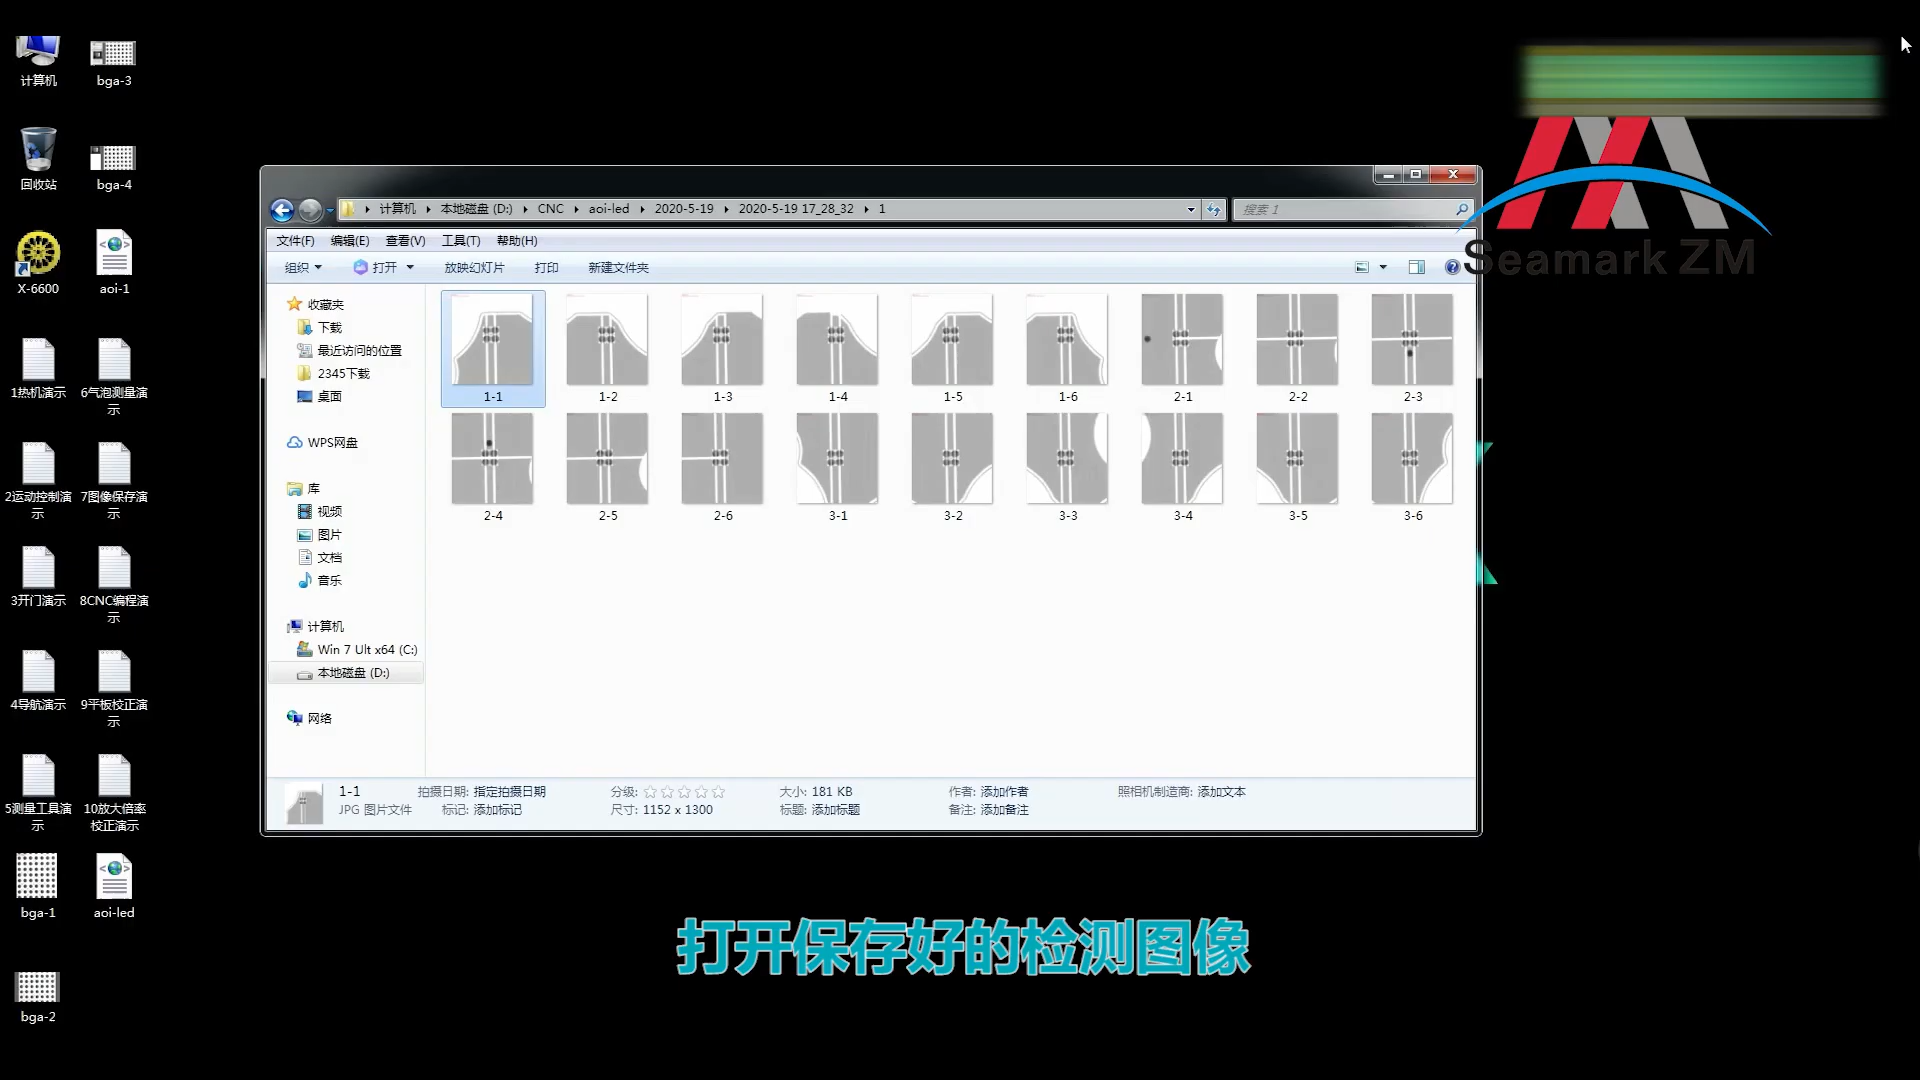 计算机
bga-3
回收站
bga-4
X-6600
aoi-1
1热机演示
6气泡测量演示
2运动控制演示
7图像保存演示
3开门演示
8CNC编程演示
4导航演示
9平板校正演示
5测量工具演示
10放大倍率校正演示
bga-1
aoi-led
bga-2
计算机 本地磁盘 (D:) CNC aoi-led 2020-5-19 2020-5-19 17_28_32 1
搜索 1
文件(F) 编辑(E) 查看(V) 工具(T) 帮助(H)
组织 打开 放映幻灯片 打印 新建文件夹
收藏夹
下载
最近访问的位置
2345下载
桌面
WPS网盘
库
视频
图片
文档
音乐
计算机
Win 7 Ult x64 (C:)
本地磁盘 (D:)
网络
1-1 1-2 1-3 1-4 1-5 1-6 2-1 2-2 2-3
2-4 2-5 2-6 3-1 3-2 3-3 3-4 3-5 3-6
1-1 拍摄日期: 指定拍摄日期 分级: 大小: 181 KB 作者: 添加作者 照相机制造商: 添加文本
JPG 图片文件 标记: 添加标记 尺寸: 1152 x 1300 标题: 添加标题 备注: 添加备注
Seamark ZM
打开保存好的检测图像